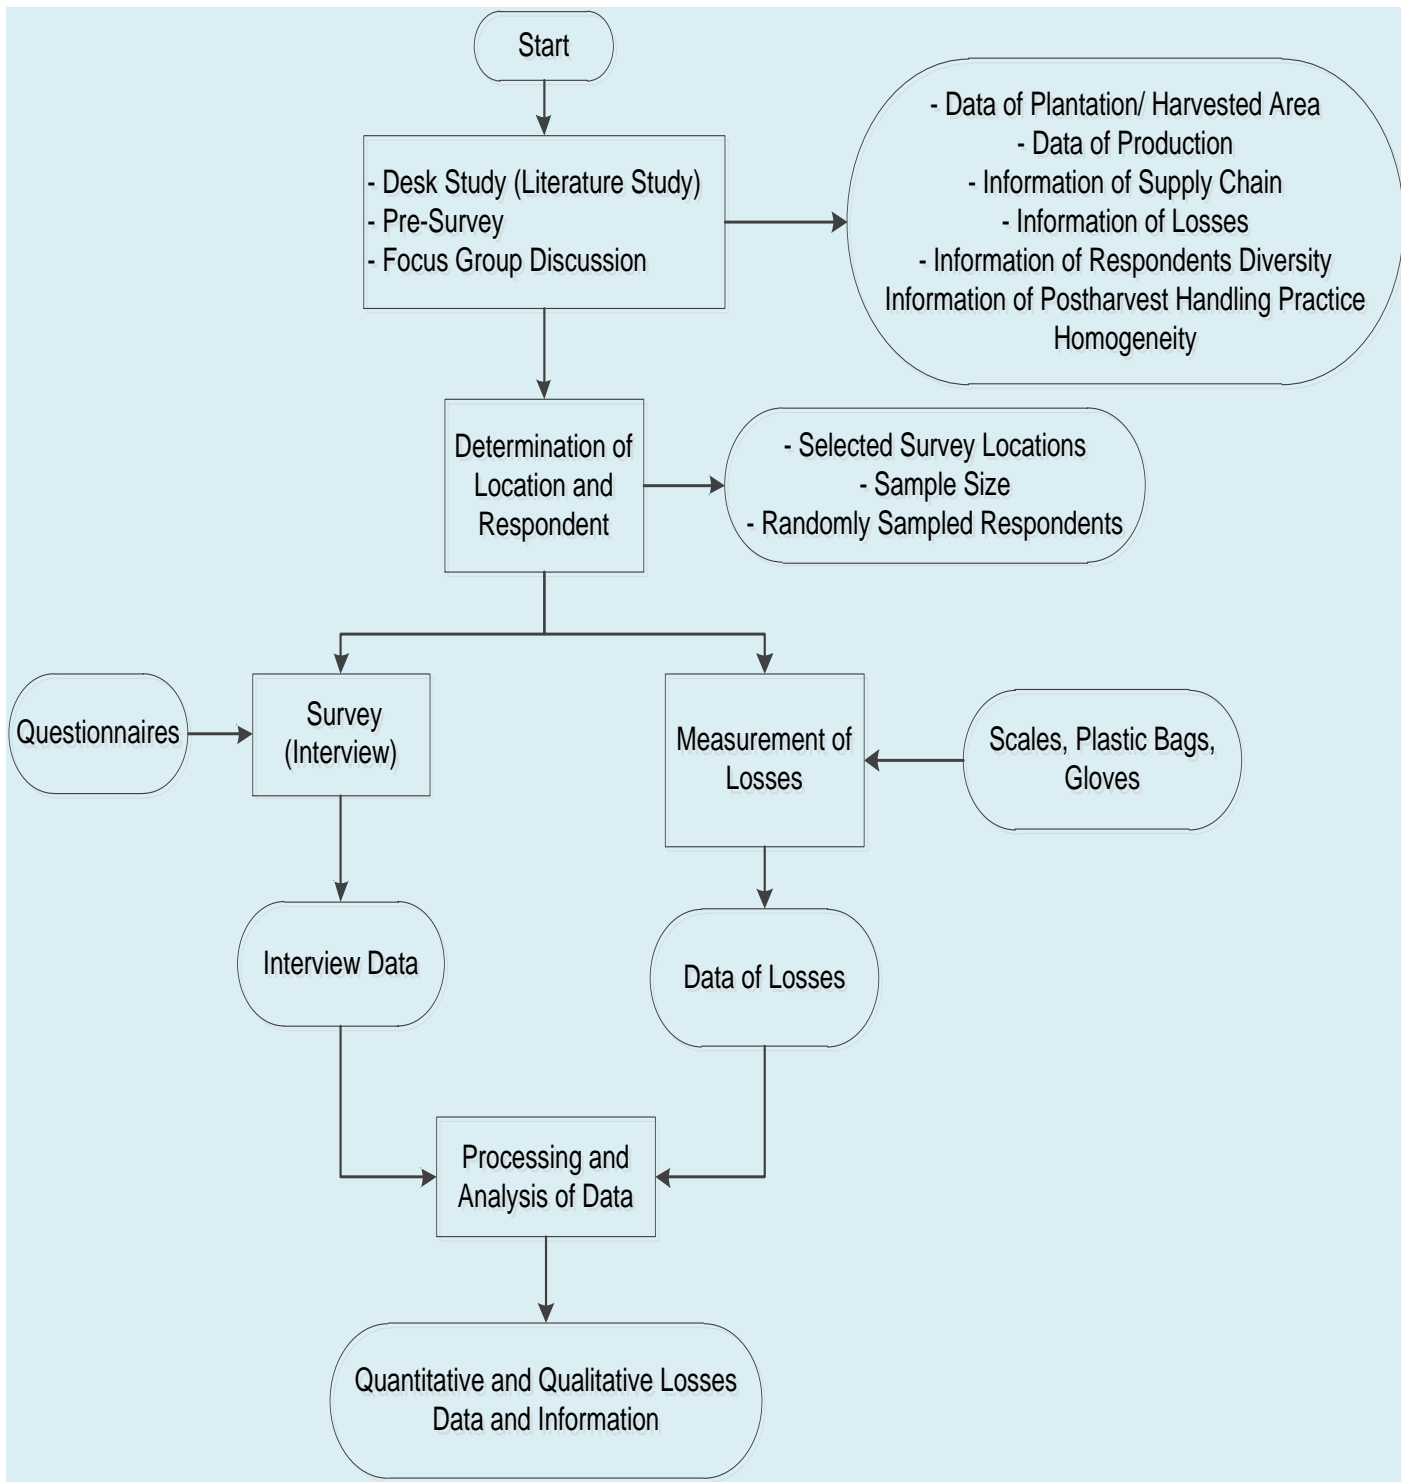 Start
- Desk Study (Literature Study)
- Pre-Survey
- Focus Group Discussion
- Data of Plantation/ Harvested Area
- Data of Production
- Information of Supply Chain
- Information of Losses
- Information of Respondents Diversity
Information of Postharvest Handling Practice
Homogeneity
Determination of
Location and
Respondent
- Selected Survey Locations
- Sample Size
- Randomly Sampled Respondents
Questionnaires
Survey
(Interview)
Measurement of
Losses
Scales, Plastic Bags,
Gloves
Interview Data
Data of Losses
Processing and
Analysis of Data
Quantitative and Qualitative Losses
Data and Information